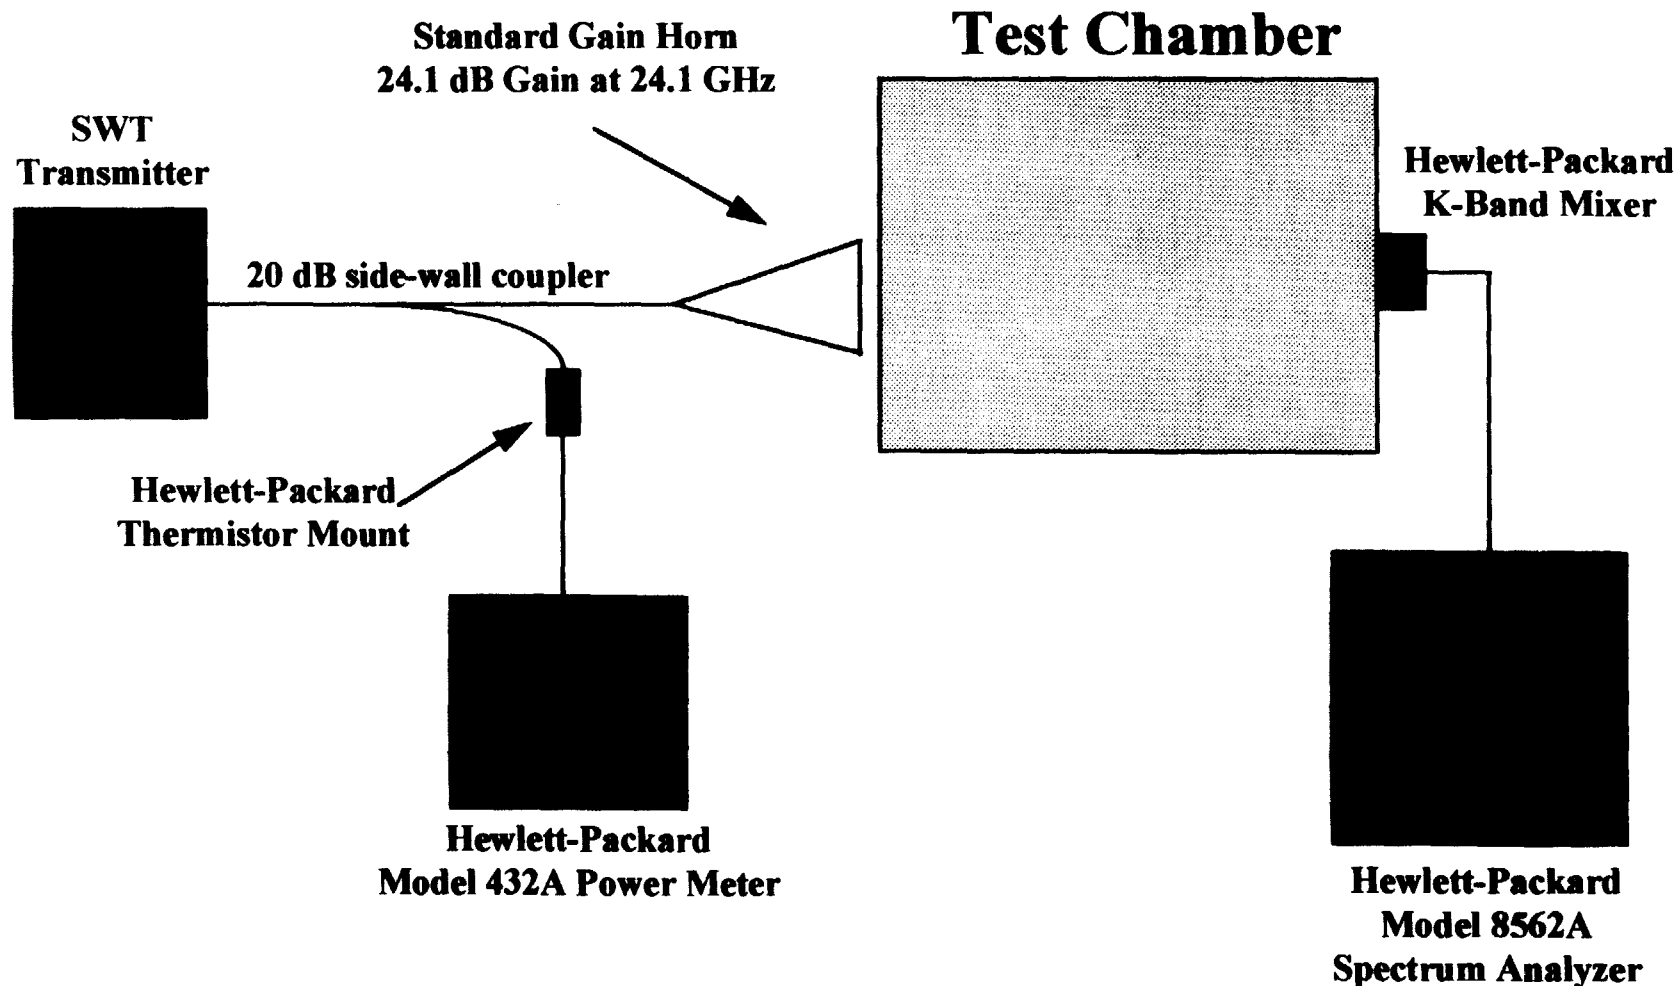 Test Chamber
Standard Gain Horn
24.1 dB Gain at 24.1 GHz
SWT
Transmitter
Hewlett-Packard
K-Band Mixer
20 dB side-wall coupler
Hewlett-Packard
Thermistor Mount
Hewlett-Packard
Model 432A Power Meter
Hewlett-Packard
Model 8562A
Spectrum Analyzer